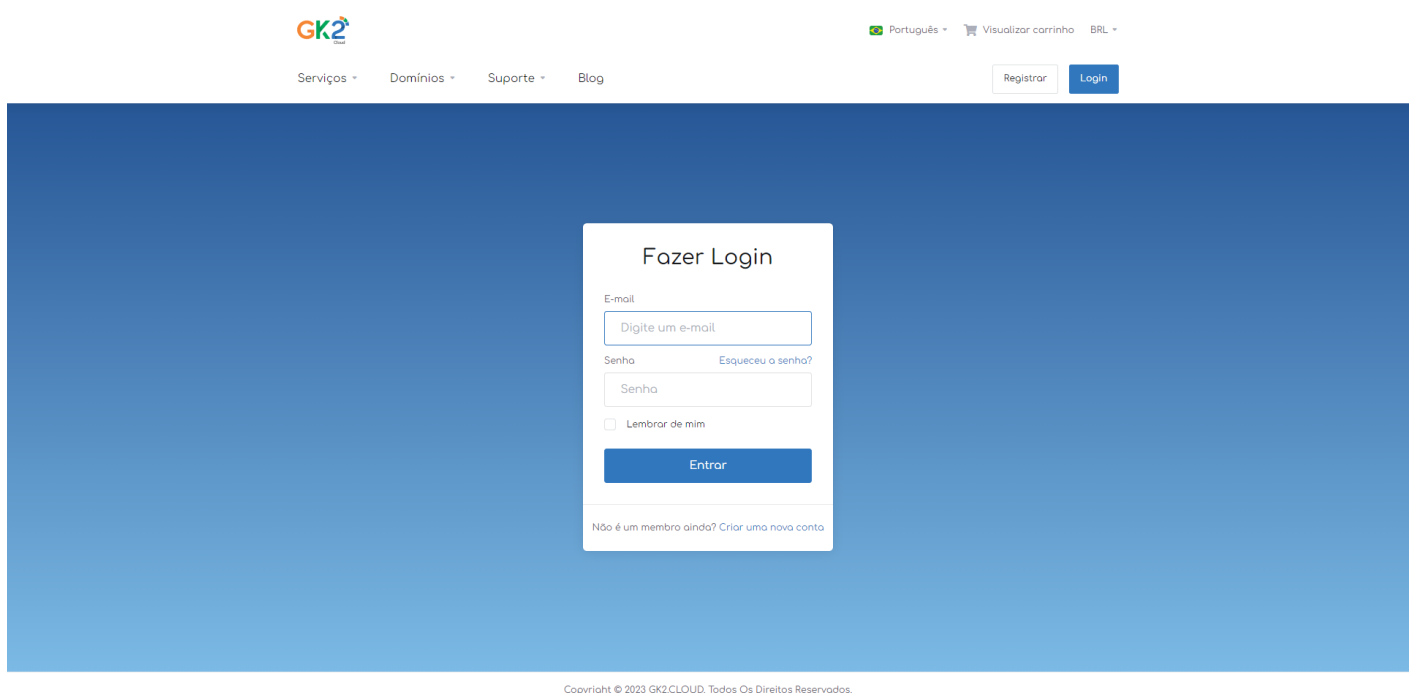 GK2
Cloud
Português
Visualizar carrinho
BRL
Serviços
Domínios
Suporte
Blog
Registrar
Login
Fazer Login
E-mail
Digite um e-mail
Senha
Esqueceu a senha?
Senha
Lembrar de mim
Entrar
Não é um membro ainda? Criar uma nova conta
Copyright © 2023 GK2.CLOUD. Todos Os Direitos Reservados.